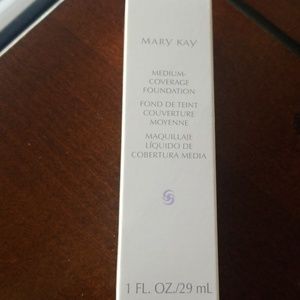 MARY KAY
MEDIUM-
COVERAGE
FOUNDATION
FOND DE TEINT
COUVERTURE
MOYENNE
MAQUILLAJE
LÍQUIDO DE
COBERTURA MEDIA
1 FL. OZ./29 mL